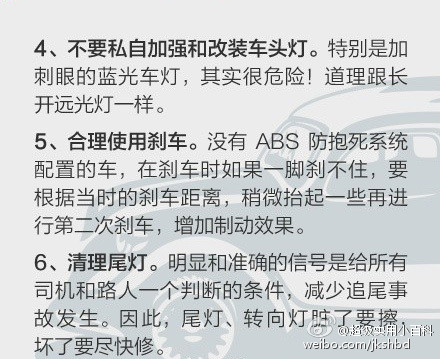 4、不要私自加强和改装车头灯。特别是加
刺眼的蓝光车灯，其实很危险！道理跟长
开远光灯一样。
5、合理使用刹车。没有 ABS 防抱死系统
配置的车，在刹车时如果一脚刹不住，要
根据当时的刹车距离，稍微抬起一些再进
行第二次刹车，增加制动效果。
6、清理尾灯。明显和准确的信号是给所有
司机和路人一个判断的条件，减少追尾事
故发生。因此，尾灯、转向灯脏了要擦，
坏了要尽快修。
@超级实用小百科
weibo.com/jkshbd